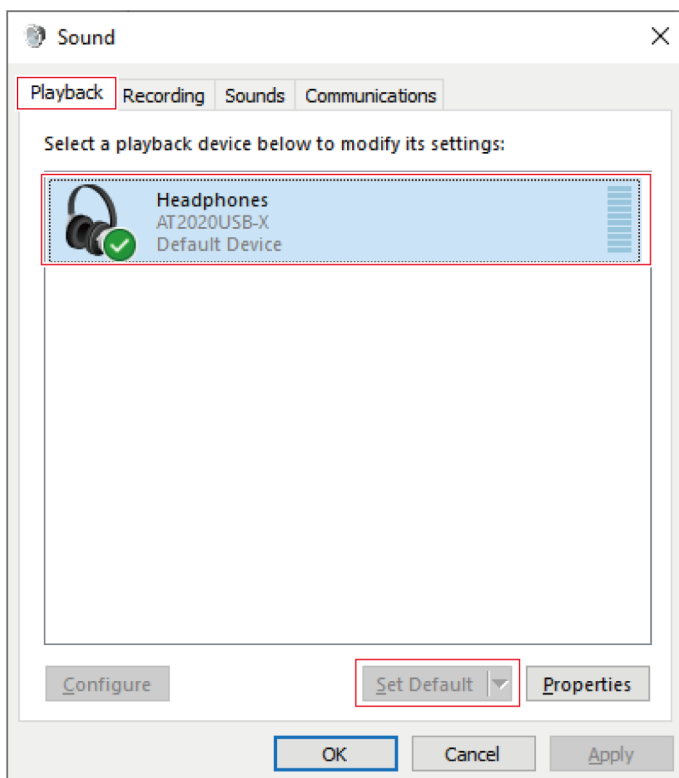 Sound
Playback Recording Sounds Communications
Select a playback device below to modify its settings:
Headphones
AT2020USB-X
Default Device
Configure Set Default Properties
OK Cancel Apply